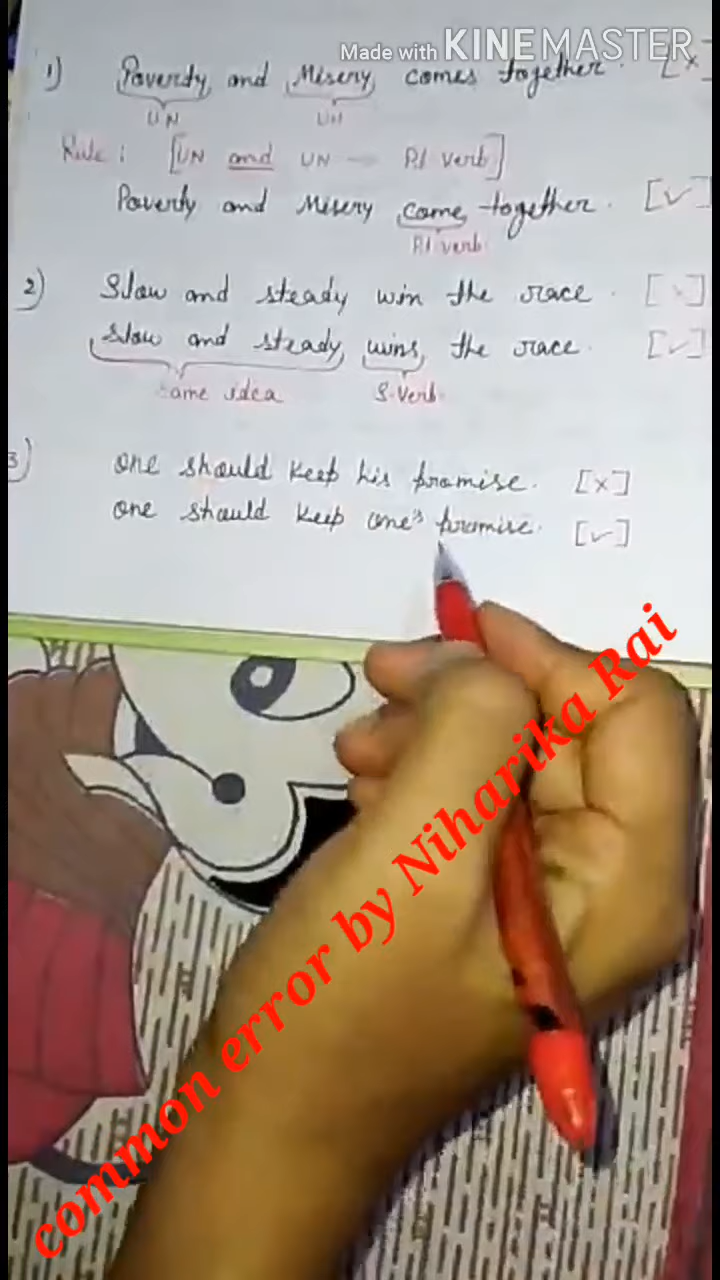 Made with KINEMASTER
1) Poverty and Misery comes together. [x]
UN UN
Rule : [UN and UN — Pl verb]
Poverty and Misery come together. [✓]
Pl verb
2) Slow and steady win the race. [x]
Slow and steady wins the race. [✓]
Same idea S.Verb
3) One should keep his promise. [x]
One should keep one's promise. [✓]
common error by Niharika Rai